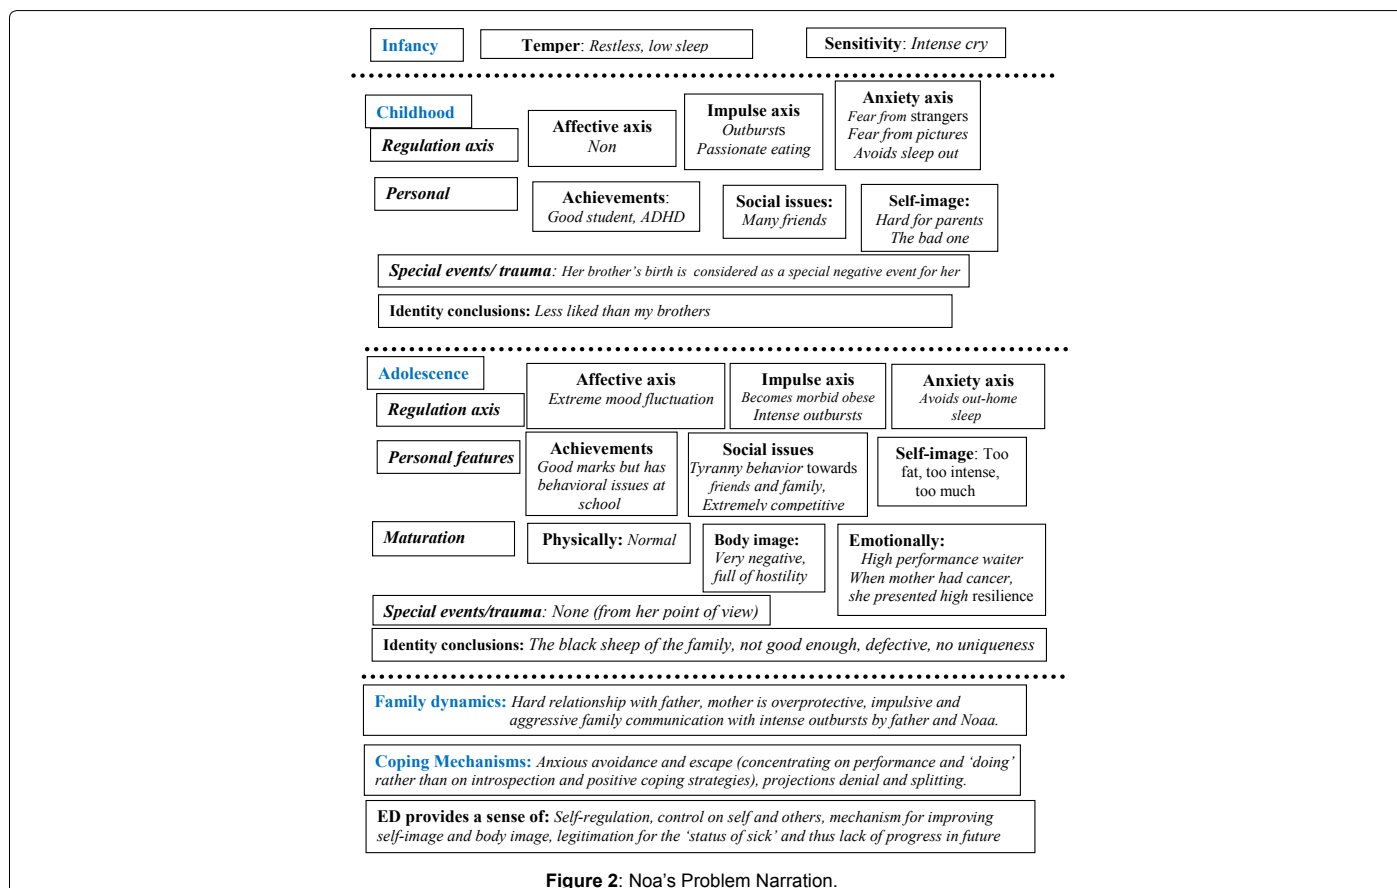 Infancy
Temper: Restless, low sleep
Sensitivity: Intense cry
Childhood
Regulation axis
Affective axis
Non
Impulse axis
Outbursts
Passionate eating
Anxiety axis
Fear from strangers
Fear from pictures
Avoids sleep out
Personal
Achievements:
Good student, ADHD
Social issues:
Many friends
Self-image:
Hard for parents
The bad one
Special events/ trauma: Her brother’s birth is considered as a special negative event for her
Identity conclusions: Less liked than my brothers
Adolescence
Regulation axis
Affective axis
Extreme mood fluctuation
Impulse axis
Becomes morbid obese
Intense outbursts
Anxiety axis
Avoids out-home
sleep
Personal features
Achievements
Good marks but has
behavioral issues at
school
Social issues
Tyranny behavior towards
friends and family,
Extremely competitive
Self-image: Too
fat, too intense,
too much
Maturation
Physically: Normal
Body image:
Very negative,
full of hostility
Emotionally:
High performance waiter
When mother had cancer,
she presented high resilience
Special events/trauma: None (from her point of view)
Identity conclusions: The black sheep of the family, not good enough, defective, no uniqueness
Family dynamics: Hard relationship with father, mother is overprotective, impulsive and
aggressive family communication with intense outbursts by father and Noaa.
Coping Mechanisms: Anxious avoidance and escape (concentrating on performance and ‘doing’
rather than on introspection and positive coping strategies), projections denial and splitting.
ED provides a sense of: Self-regulation, control on self and others, mechanism for improving
self-image and body image, legitimation for the ‘status of sick’ and thus lack of progress in future
Figure 2: Noa’s Problem Narration.